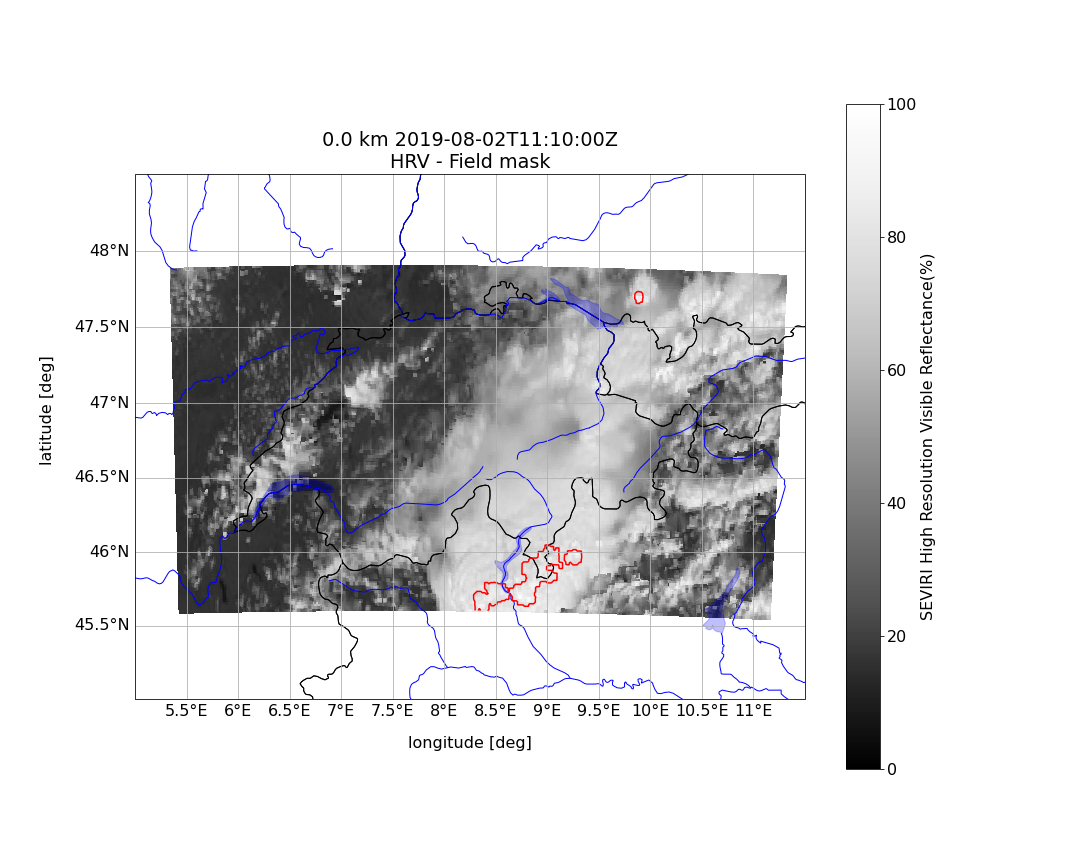 0.0 km 2019-08-02T11:10:00Z
HRV - Field mask
100
80
60
40
20
0
SEVIRI High Resolution Visible Reflectance(%)
48°N
47.5°N
47°N
46.5°N
46°N
45.5°N
latitude [deg]
5.5°E 6°E 6.5°E 7°E 7.5°E 8°E 8.5°E 9°E 9.5°E 10°E 10.5°E 11°E
longitude [deg]